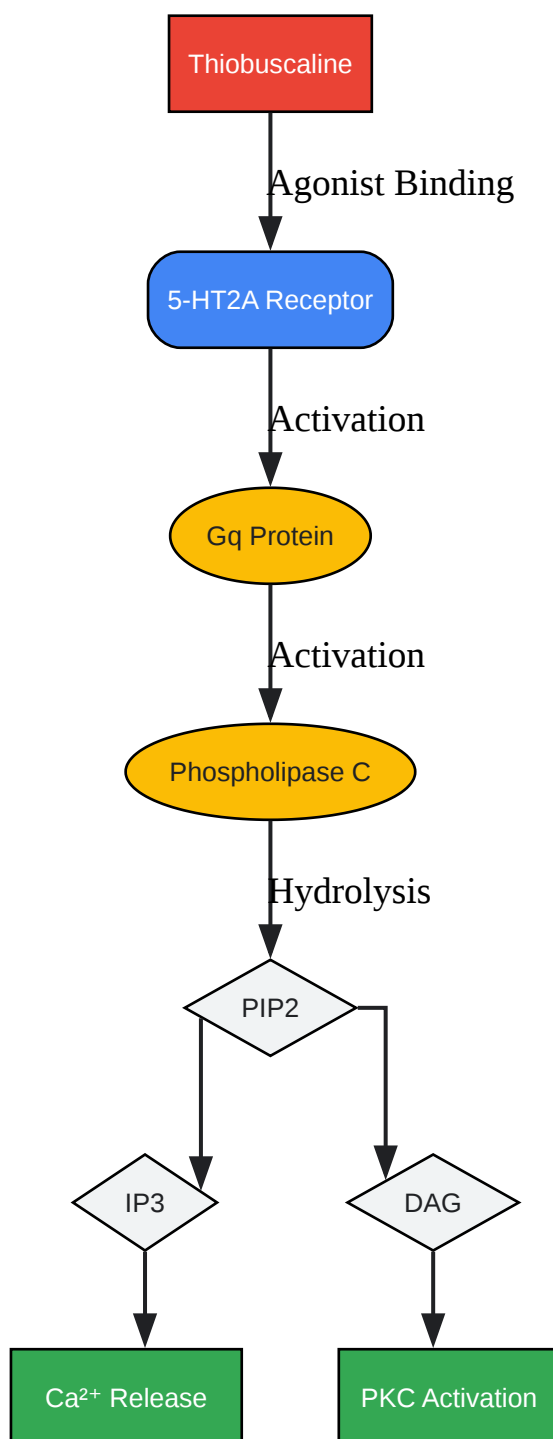 Thiobuscaline
Agonist Binding
5-HT2A Receptor
Activation
Gq Protein
Activation
Phospholipase C
Hydrolysis
PIP2
IP3
DAG
Ca²⁺ Release
PKC Activation